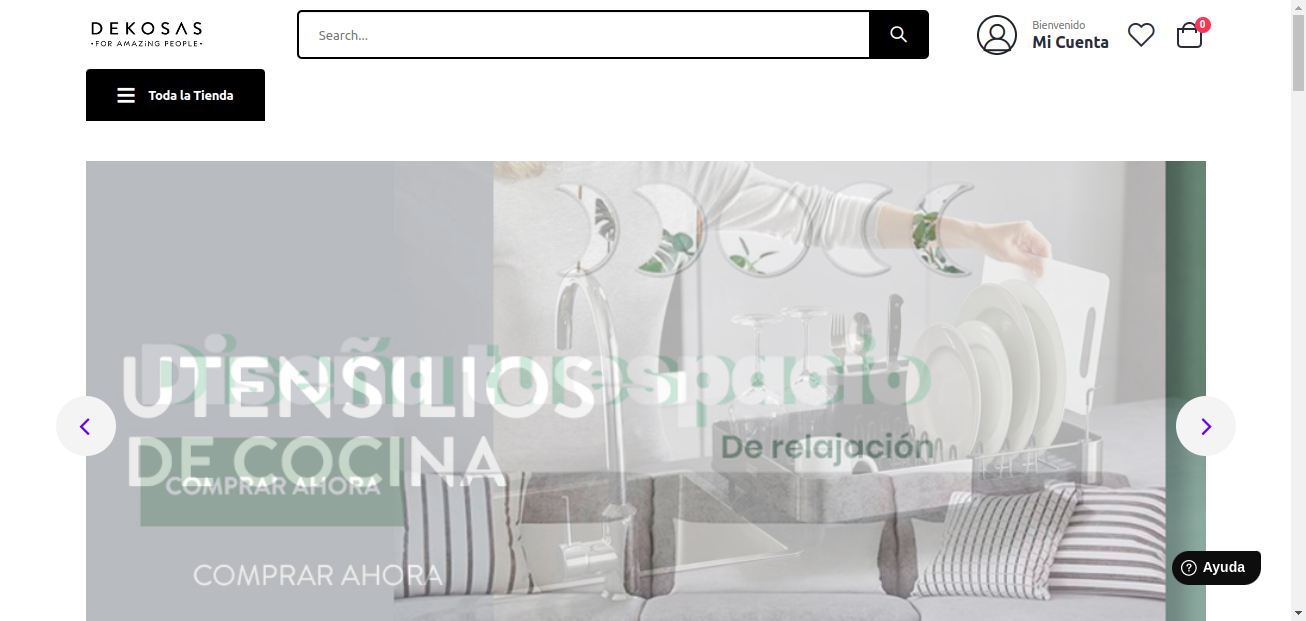 DEKOSAS
•FOR AMAZiNG PEOPLE•
Search...
Bienvenido
Mi Cuenta
0
Toda la Tienda
Diseña tu espacio
UTENSILIOS
DE COCINA
De relajación
COMPRAR AHORA
COMPRAR AHORA
Ayuda